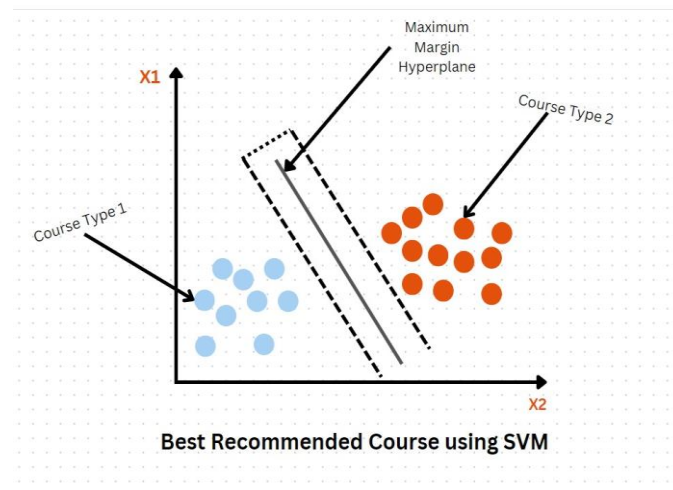 Maximum
Margin
Hyperplane
X1
Course Type 2
Course Type 1
X2
Best Recommended Course using SVM